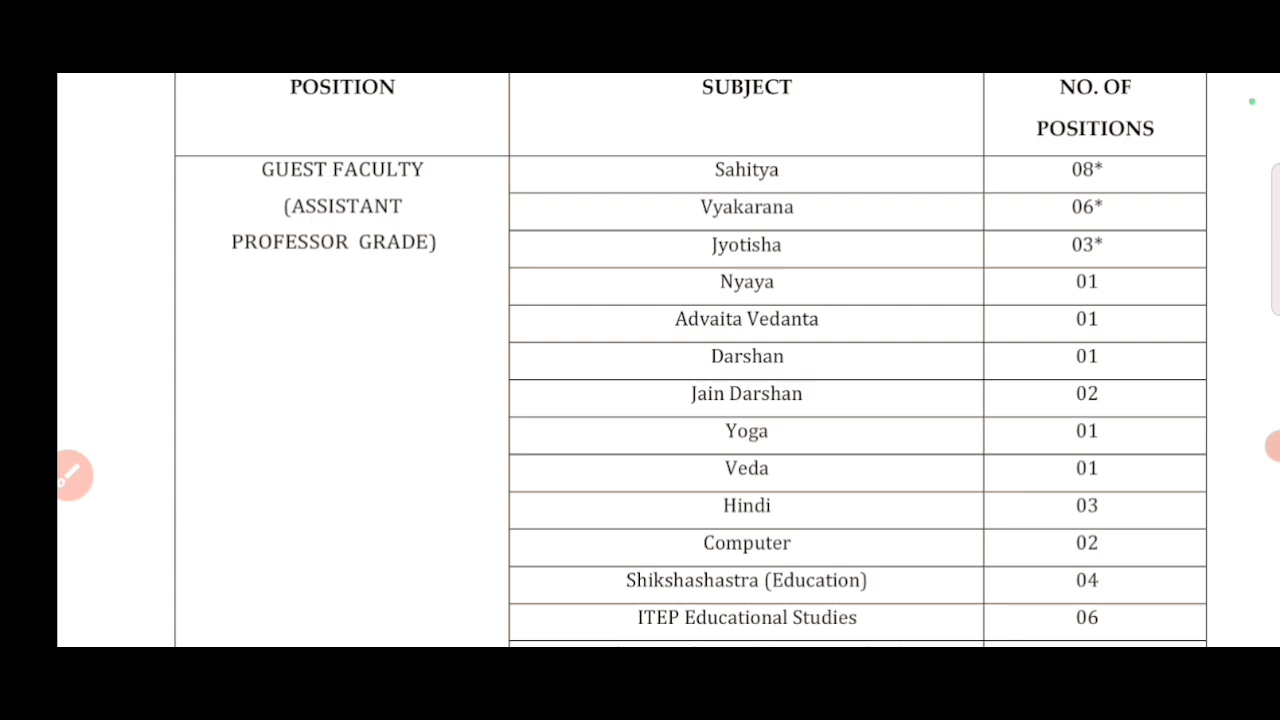 POSITION SUBJECT NO. OF
POSITIONS
GUEST FACULTY Sahitya 08*
(ASSISTANT Vyakarana 06*
PROFESSOR GRADE) Jyotisha 03*
Nyaya 01
Advaita Vedanta 01
Darshan 01
Jain Darshan 02
Yoga 01
Veda 01
Hindi 03
Computer 02
Shikshashastra (Education) 04
ITEP Educational Studies 06